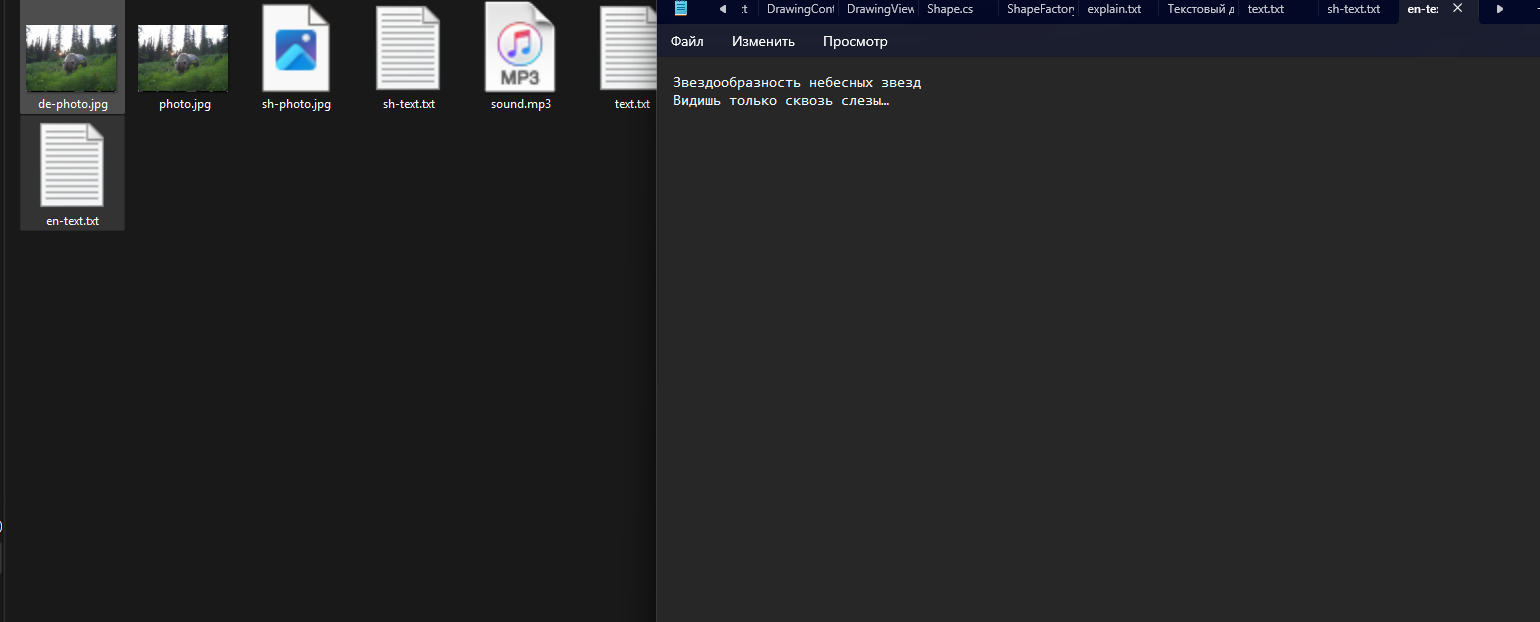 de-photo.jpg
photo.jpg
sh-photo.jpg
sh-text.txt
MP3
sound.mp3
text.txt
en-text.txt
DrawingCont
DrawingView
Shape.cs
ShapeFactory
explain.txt
Текстовый д
text.txt
sh-text.txt
en-te:
Файл
Изменить
Просмотр
Звездообразность небесных звезд
Видишь только сквозь слезы…